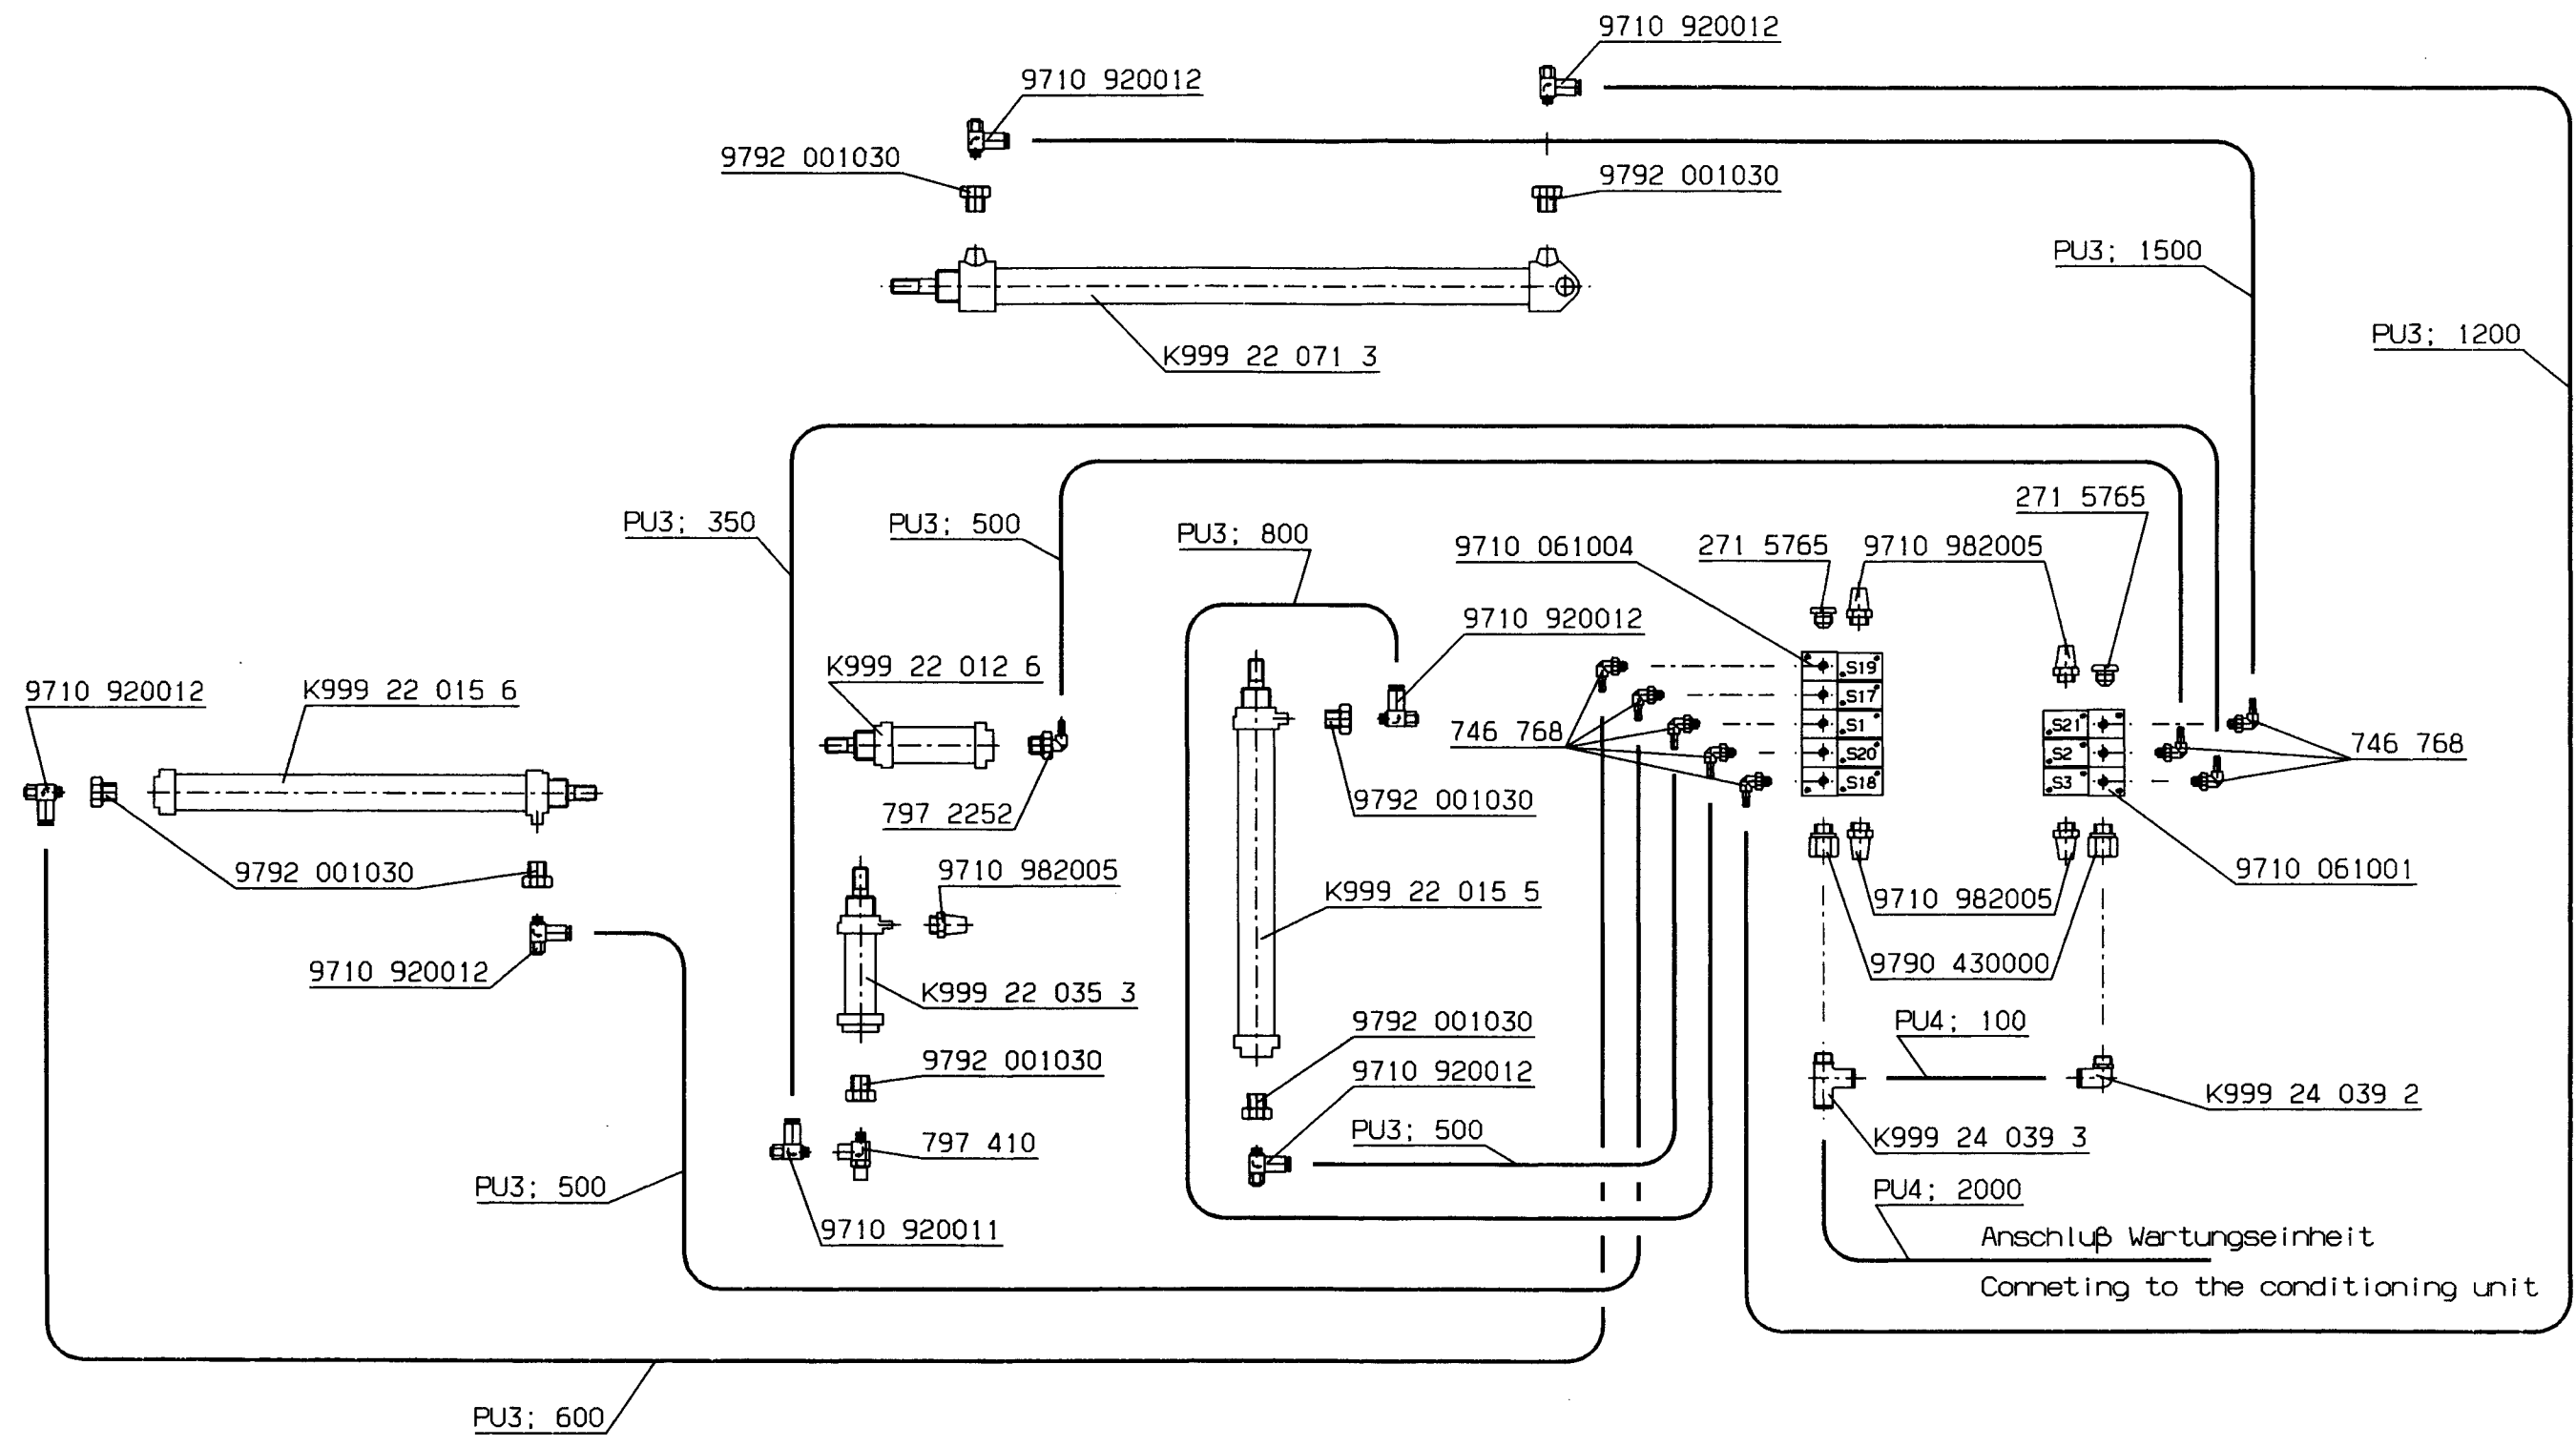 9710 920012
9710 920012
9792 001030
9792 001030
PU3; 1500
PU3; 1200
K999 22 071 3
271 5765
PU3; 350
PU3; 500
PU3; 800
9710 061004
271 5765
9710 982005
9710 920012
K999 22 012 6
S19
9710 920012
K999 22 015 6
S17
746 768
S1
S21
746 768
S20
S2
S18
S3
9792 001030
797 2252
9792 001030
9710 982005
9710 061001
K999 22 015 5
9710 982005
9710 920012
9790 430000
K999 22 035 3
9792 001030
PU4; 100
9792 001030
9710 920012
K999 24 039 2
797 410
PU3; 500
K999 24 039 3
PU3; 500
PU4; 2000
9710 920011
Anschluß Wartungseinheit
Conneting to the conditioning unit
PU3; 600